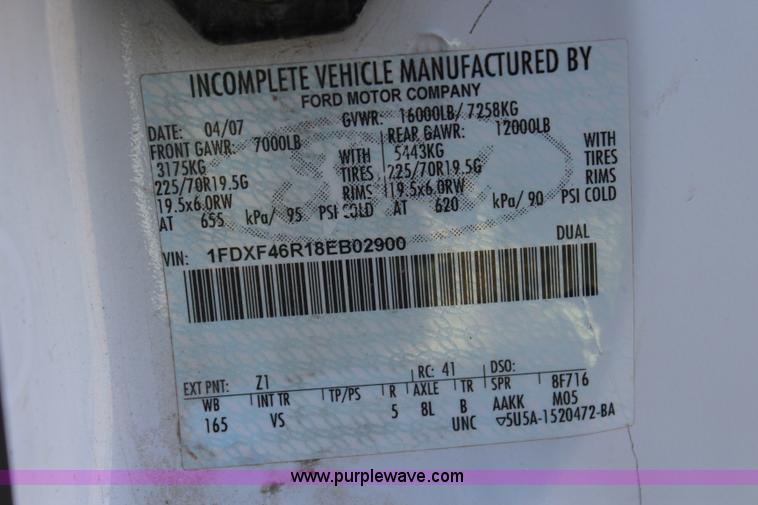 INCOMPLETE VEHICLE MANUFACTURED BY
FORD MOTOR COMPANY
DATE: 04/07 GVWR: 16000LB/ 7258KG
FRONT GAWR: 7000LB REAR GAWR: 12000LB
3175KG WITH 5443KG WITH
225/70R19.5G TIRES 225/70R19.5G TIRES
19.5x6.0RW RIMS 19.5x6.0RW RIMS
AT 655 kPa/ 95 PSI COLD AT 620 kPa/ 90 PSI COLD
VIN: 1FDXF46R18EB02900 DUAL
EXT PNT: Z1 RC: 41 DSO:
WB INT TR TP/PS R AXLE TR SPR 8F716
165 VS 5 8L B AAKK M05
UNC 5U5A-1520472-BA
www.purplewave.com